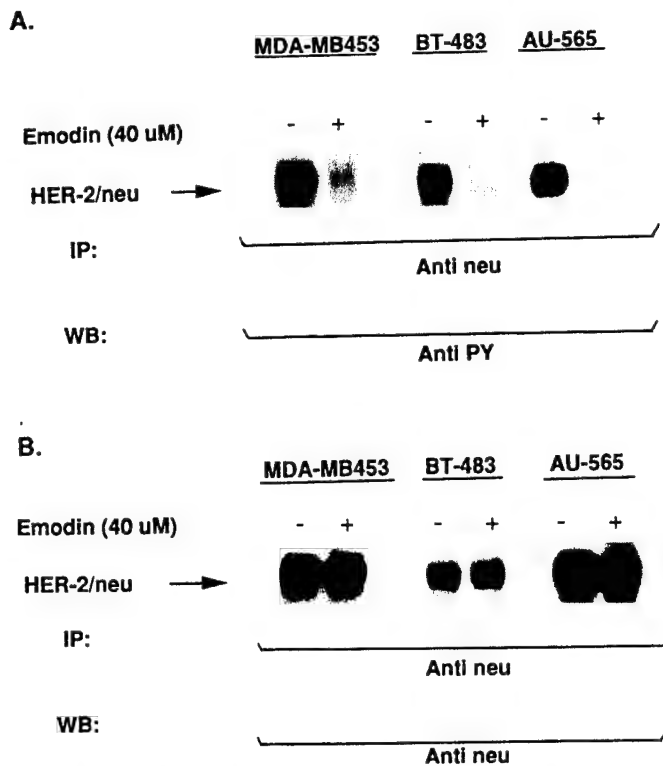 A.
MDA-MB453 BT-483 AU-565
Emodin (40 uM) - + - + - +
HER-2/neu
IP:
Anti neu
WB:
Anti PY
B.
MDA-MB453 BT-483 AU-565
Emodin (40 uM) - + - + - +
HER-2/neu
IP:
Anti neu
WB:
Anti neu